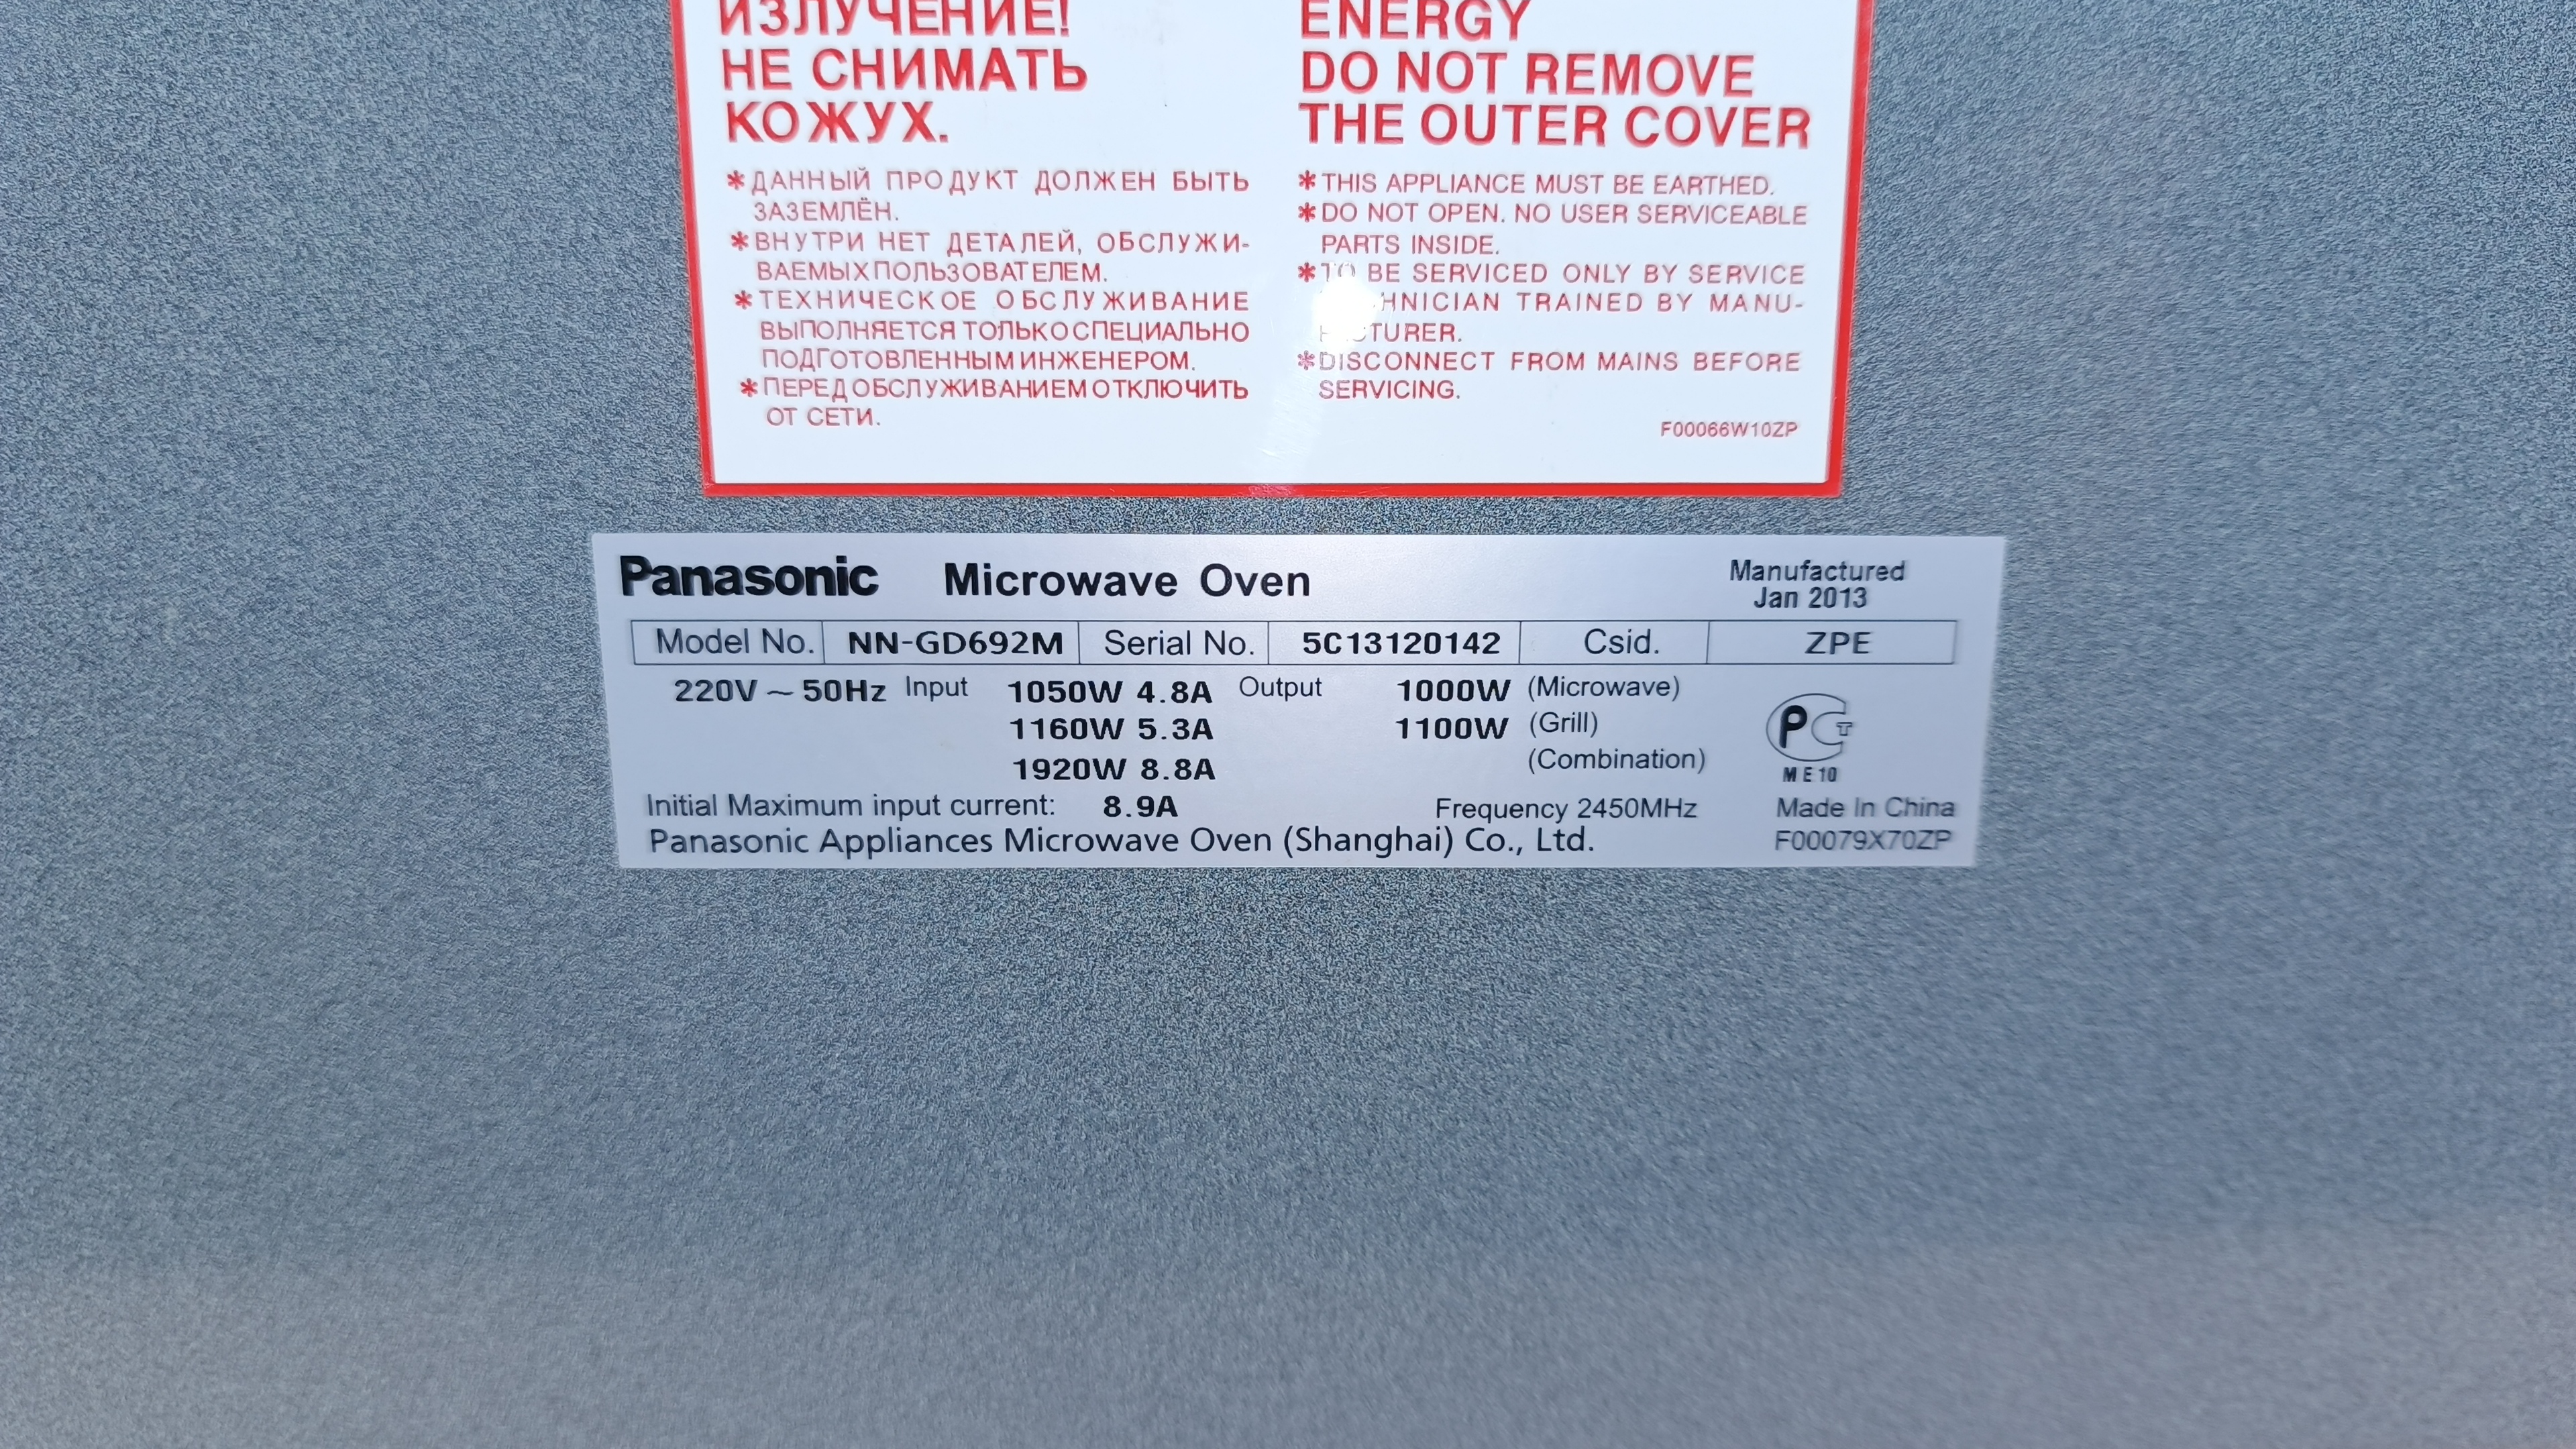 ИЗЛУЧЕНИЕ!
НЕ СНИМАТЬ
КОЖУХ.
*ДАННЫЙ ПРОДУКТ ДОЛЖЕН БЫТЬ
ЗАЗЕМЛЁН.
*ВНУТРИ НЕТ ДЕТАЛЕЙ, ОБСЛУЖИ-
ВАЕМЫХ ПОЛЬЗОВАТЕЛЕМ.
*ТЕХНИЧЕСКОЕ ОБСЛУЖИВАНИЕ
ВЫПОЛНЯЕТСЯ ТОЛЬКО СПЕЦИАЛЬНО
ПОДГОТОВЛЕННЫМ ИНЖЕНЕРОМ.
*ПЕРЕД ОБСЛУЖИВАНИЕМ ОТКЛЮЧИТЬ
ОТ СЕТИ.
ENERGY
DO NOT REMOVE
THE OUTER COVER
*THIS APPLIANCE MUST BE EARTHED.
*DO NOT OPEN. NO USER SERVICEABLE
PARTS INSIDE.
*TO BE SERVICED ONLY BY SERVICE
TECHNICIAN TRAINED BY MANU-
FACTURER.
*DISCONNECT FROM MAINS BEFORE
SERVICING.
F00066W10ZP
Panasonic Microwave Oven
Manufactured
Jan 2013
Model No. NN-GD692M Serial No. 5C13120142 Csid. ZPE
220V ~ 50Hz Input 1050W 4.8A Output 1000W (Microwave)
1160W 5.3A 1100W (Grill)
1920W 8.8A (Combination)
РСТ
ME10
Initial Maximum input current: 8.9A Frequency 2450MHz Made In China
Panasonic Appliances Microwave Oven (Shanghai) Co., Ltd. F00079X70ZP